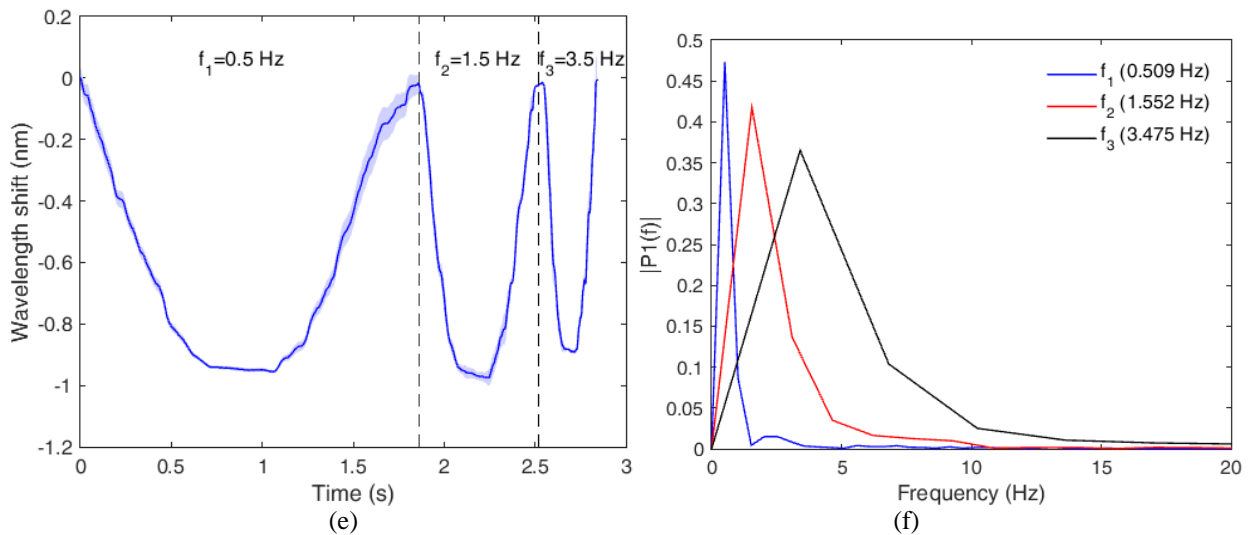 0.2
0
-0.2
-0.4
-0.6
-0.8
-1
-1.2
Wavelength shift (nm)
f₁=0.5 Hz
f₂=1.5 Hz
f₃=3.5 Hz
0 0.5 1 1.5 2 2.5 3
Time (s)
(e)
0.5
0.45
0.4
0.35
0.3
0.25
0.2
0.15
0.1
0.05
0
|P1(f)|
f₁ (0.509 Hz)
f₂ (1.552 Hz)
f₃ (3.475 Hz)
0 5 10 15 20
Frequency (Hz)
(f)